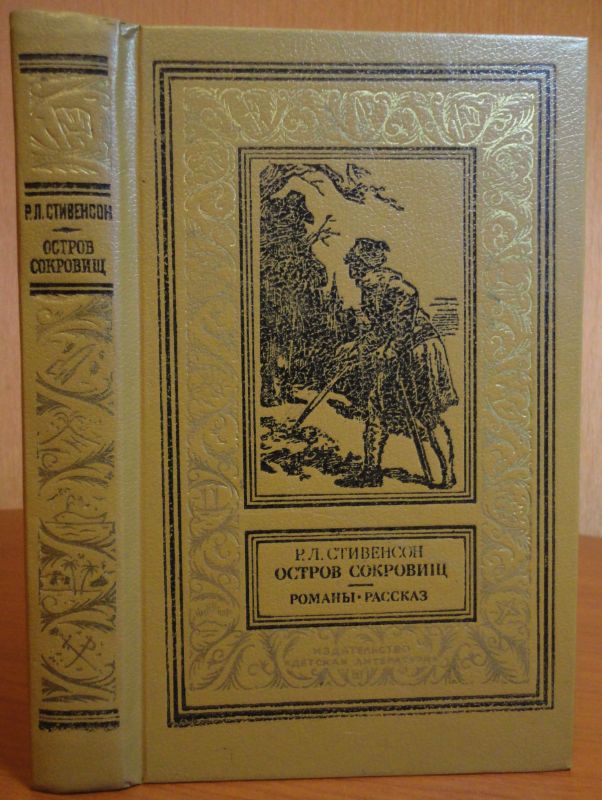 Р.Л.СТИВЕНСОН
ОСТРОВ
СОКРОВИЩ
Р.Л.СТИВЕНСОН
ОСТРОВ СОКРОВИЩ
РОМАНЫ·РАССКАЗ
ИЗДАТЕЛЬСТВО
«ДЕТСКАЯ ЛИТЕРАТУРА»